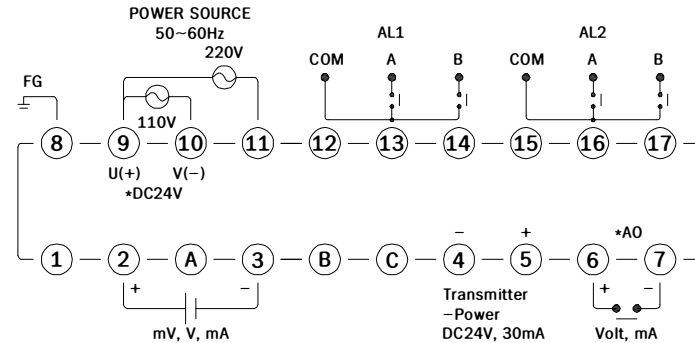 POWER SOURCE
50~60Hz
220V
AL1
AL2
COM A B COM A B
FG
110V
8 9 10 11 12 13 14 15 16 17
U(+) V(−)
*DC24V
*AO
− +
1 2 A 3 B C 4 5 6 7
+ − + −
Transmitter
−Power
DC24V, 30mA
mV, V, mA
Volt, mA